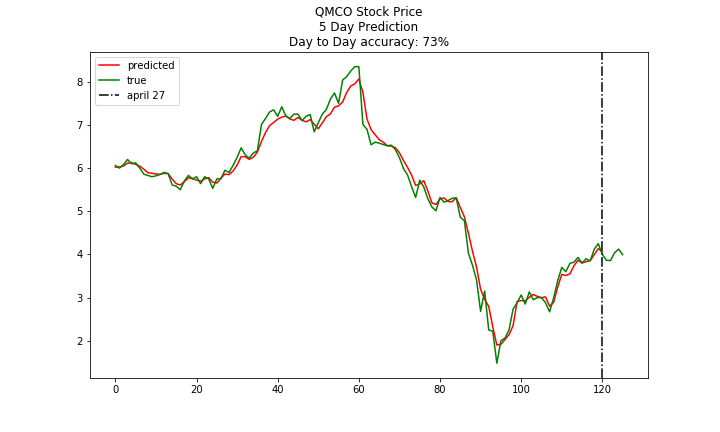 QMCO Stock Price
5 Day Prediction
Day to Day accuracy: 73%
predicted
true
april 27
8
7
6
5
4
3
2
0 20 40 60 80 100 120